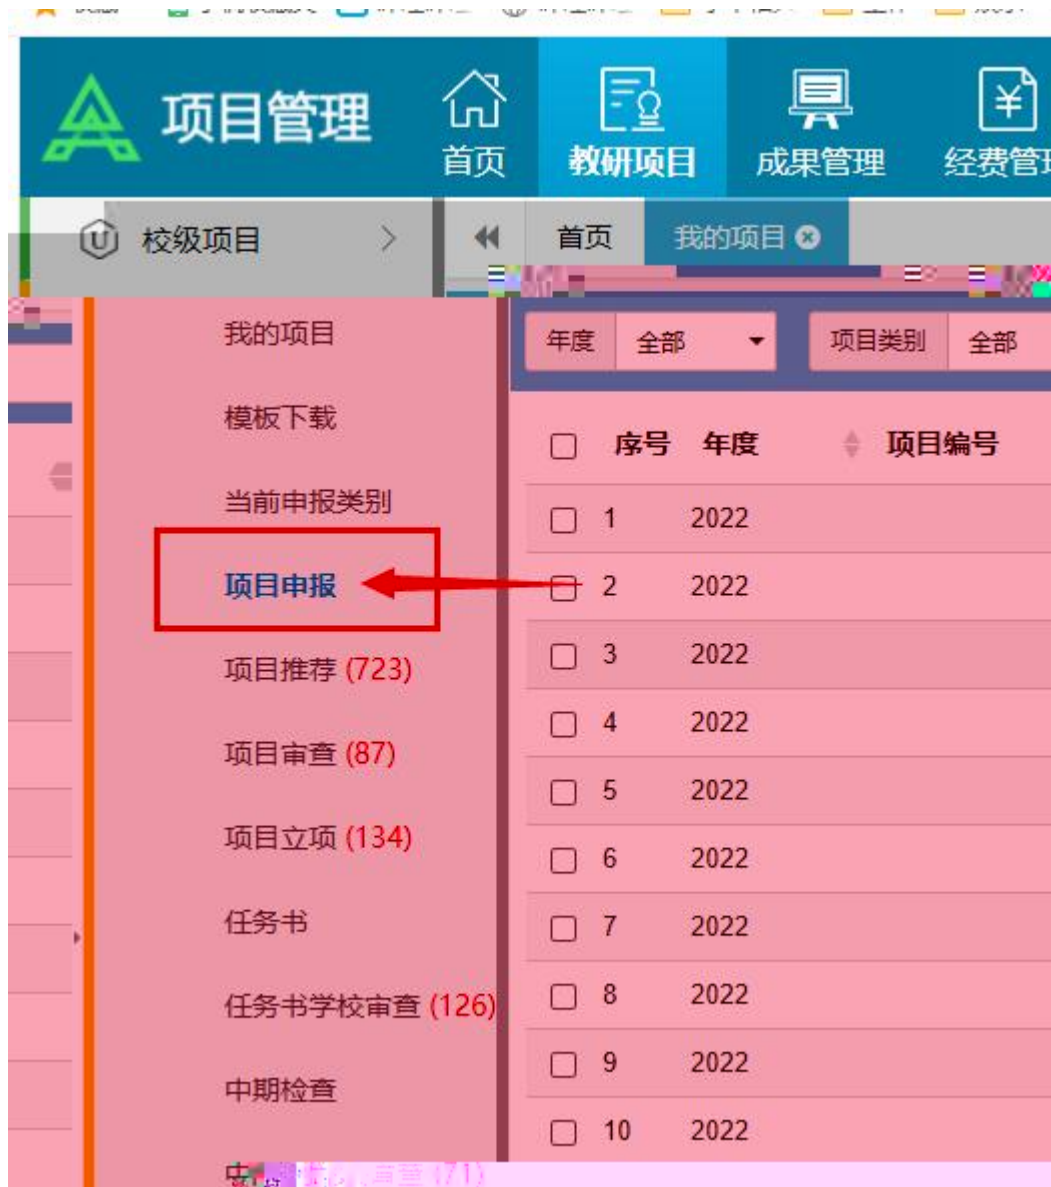 项目管理
首页 教研项目 成果管理 经费管
校级项目 首页 我的项目
我的项目 年度 全部 项目类别 全部
模板下载
序号 年度 项目编号
当前申报类别
1 2022
项目申报
2 2022
项目推荐 (723)
3 2022
4 2022
项目审查 (87)
5 2022
项目立项 (134)
6 2022
任务书
7 2022
任务书学校审查 (126)
8 2022
9 2022
中期检查
10 2022
(71)